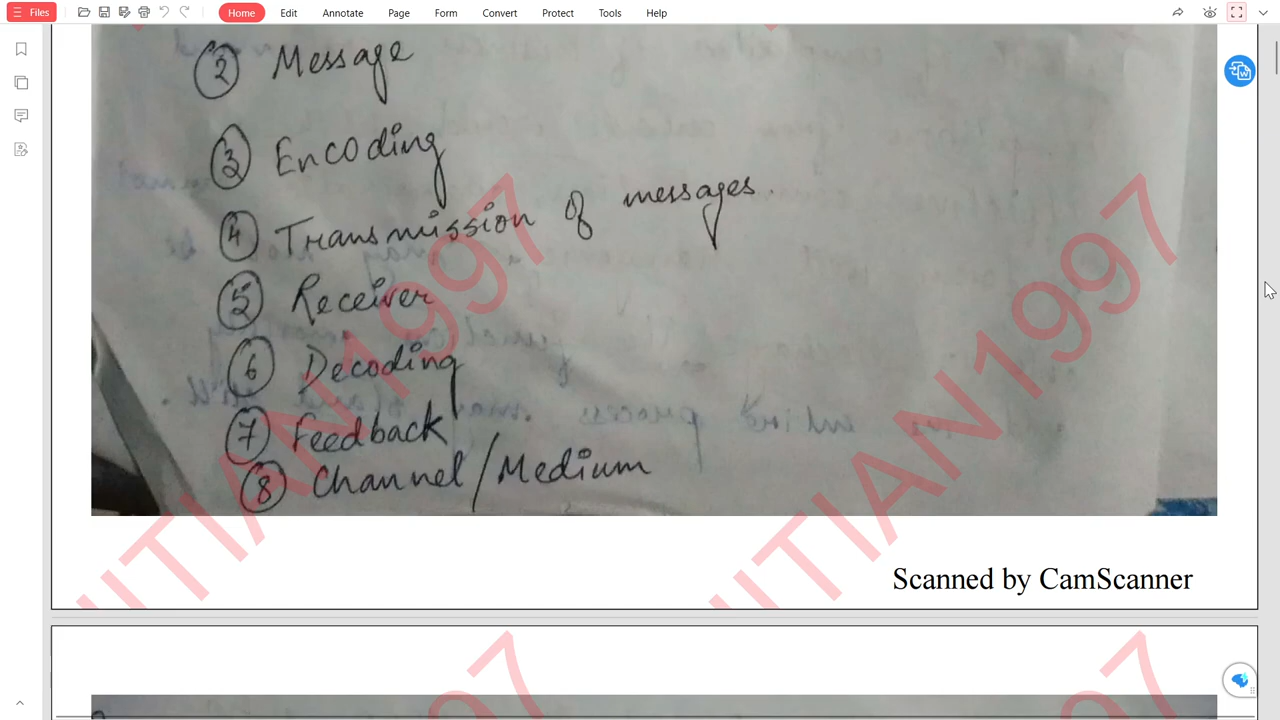 Files
Home Edit Annotate Page Form Convert Protect Tools Help
② Message
③ Encoding
④ Transmission of messages.
⑤ Receiver
⑥ Decoding
⑦ Feedback
⑧ Channel/Medium
Scanned by CamScanner